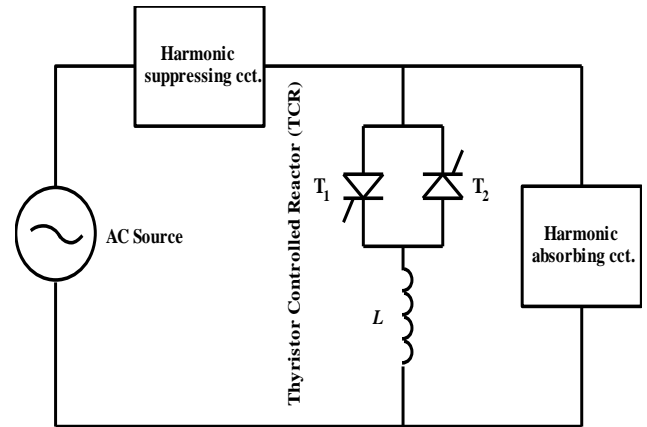 Harmonic
suppressing cct.
Thyristor Controlled Reactor (TCR)
T1
T2
AC Source
Harmonic
absorbing cct.
L